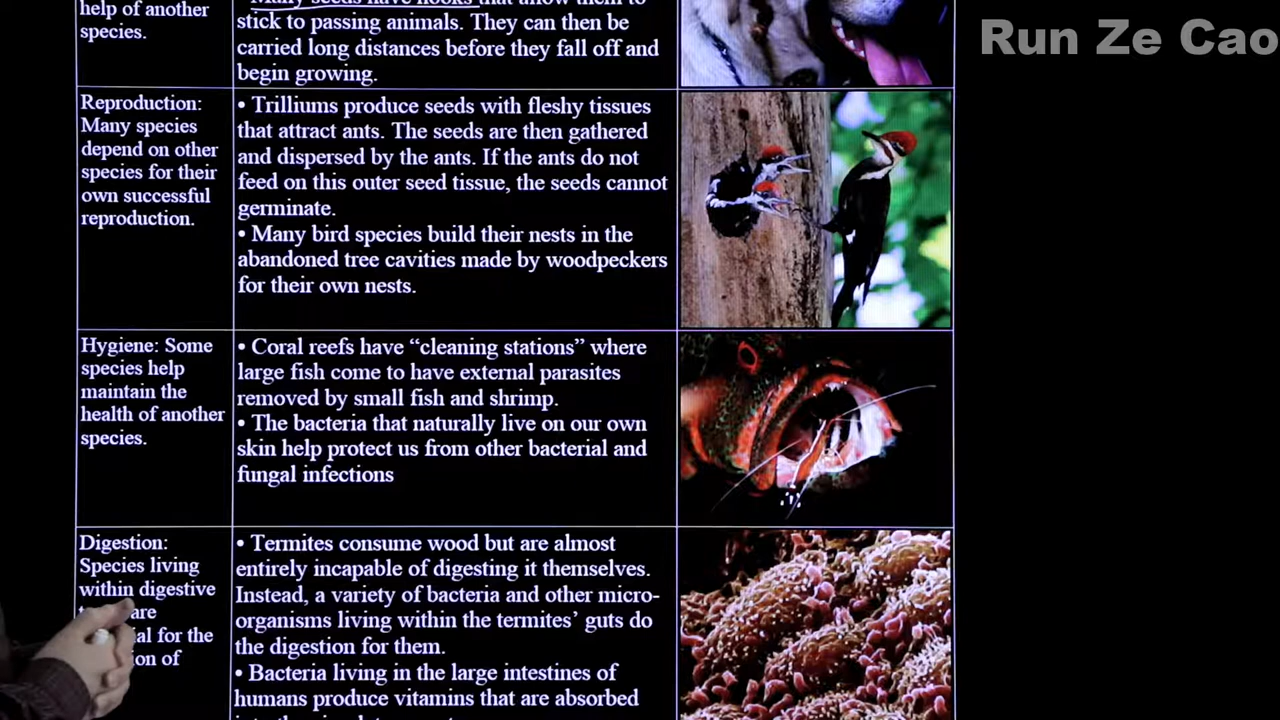 help of another
species.
Many seeds have hooks that allow them to
stick to passing animals. They can then be
carried long distances before they fall off and
begin growing.
Run Ze Cao
Reproduction:
Many species
depend on other
species for their
own successful
reproduction.
• Trilliums produce seeds with fleshy tissues
that attract ants. The seeds are then gathered
and dispersed by the ants. If the ants do not
feed on this outer seed tissue, the seeds cannot
germinate.
• Many bird species build their nests in the
abandoned tree cavities made by woodpeckers
for their own nests.
Hygiene: Some
species help
maintain the
health of another
species.
• Coral reefs have “cleaning stations” where
large fish come to have external parasites
removed by small fish and shrimp.
• The bacteria that naturally live on our own
skin help protect us from other bacterial and
fungal infections
Digestion:
Species living
within digestive
are
for the
of
• Termites consume wood but are almost
entirely incapable of digesting it themselves.
Instead, a variety of bacteria and other micro-
organisms living within the termites’ guts do
the digestion for them.
• Bacteria living in the large intestines of
humans produce vitamins that are absorbed